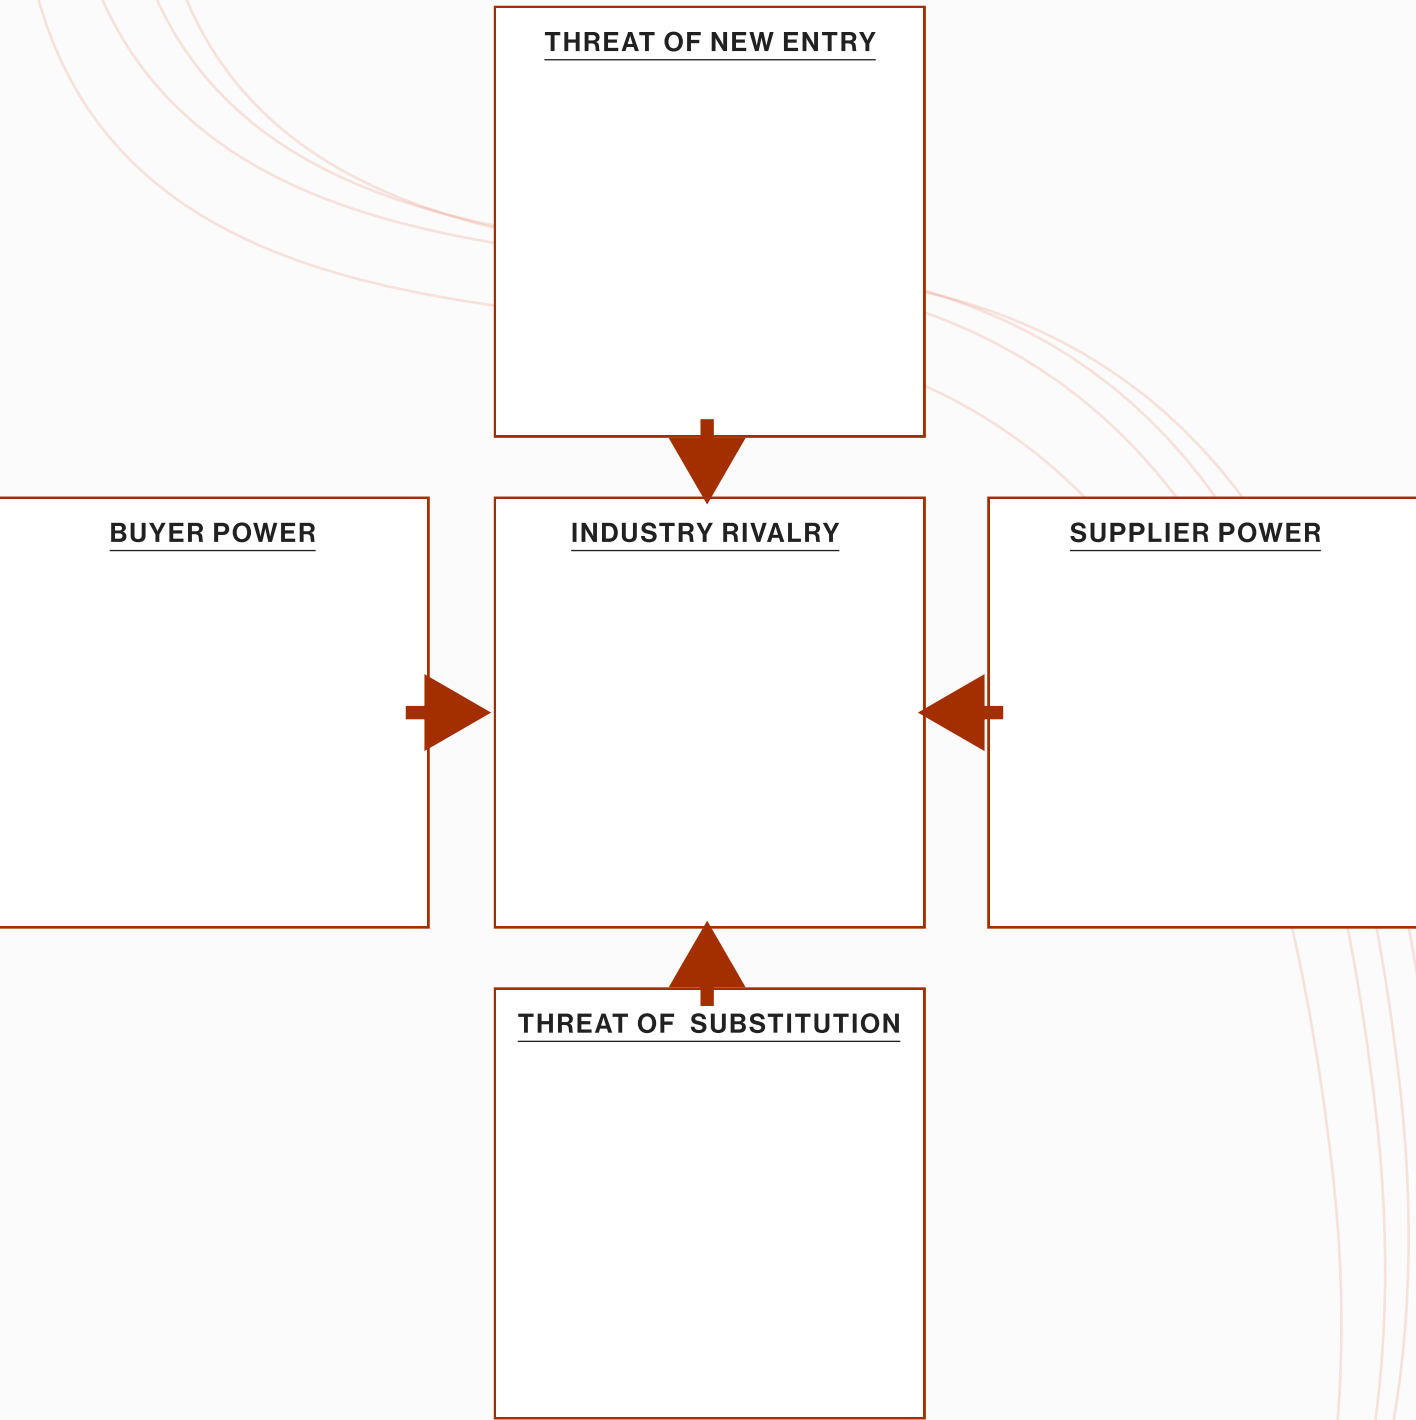 THREAT OF NEW ENTRY
BUYER POWER
INDUSTRY RIVALRY
SUPPLIER POWER
THREAT OF  SUBSTITUTION